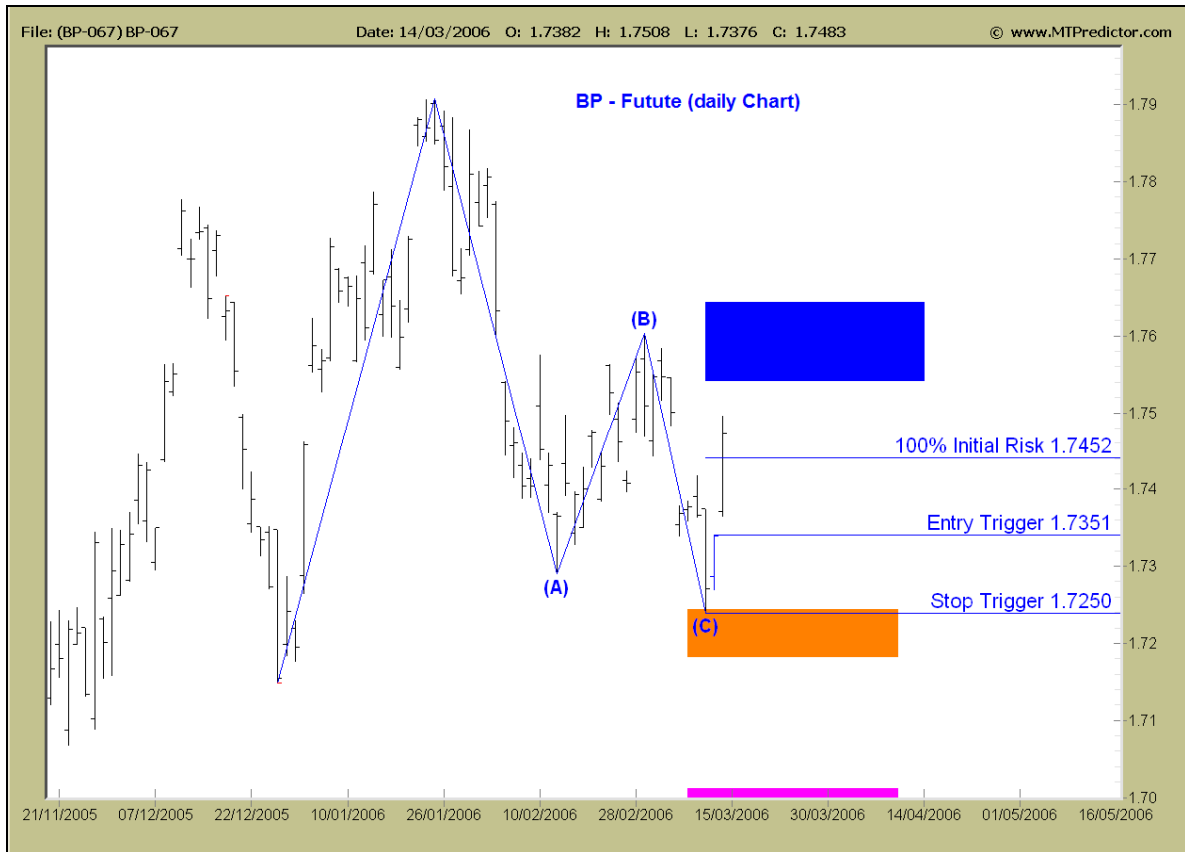 File: (BP-067) BP-067 Date: 14/03/2006 O: 1.7382 H: 1.7508 L: 1.7376 C: 1.7483 © www.MTPredictor.com
BP - Futute (daily Chart)
1.79
1.78
1.77
(B)
1.76
1.75
100% Initial Risk 1.7452
1.74
Entry Trigger 1.7351
1.73
(A)
Stop Trigger 1.7250
(C)
1.72
1.71
1.70
21/11/2005 07/12/2005 22/12/2005 10/01/2006 26/01/2006 10/02/2006 28/02/2006 15/03/2006 30/03/2006 14/04/2006 01/05/2006 16/05/2006